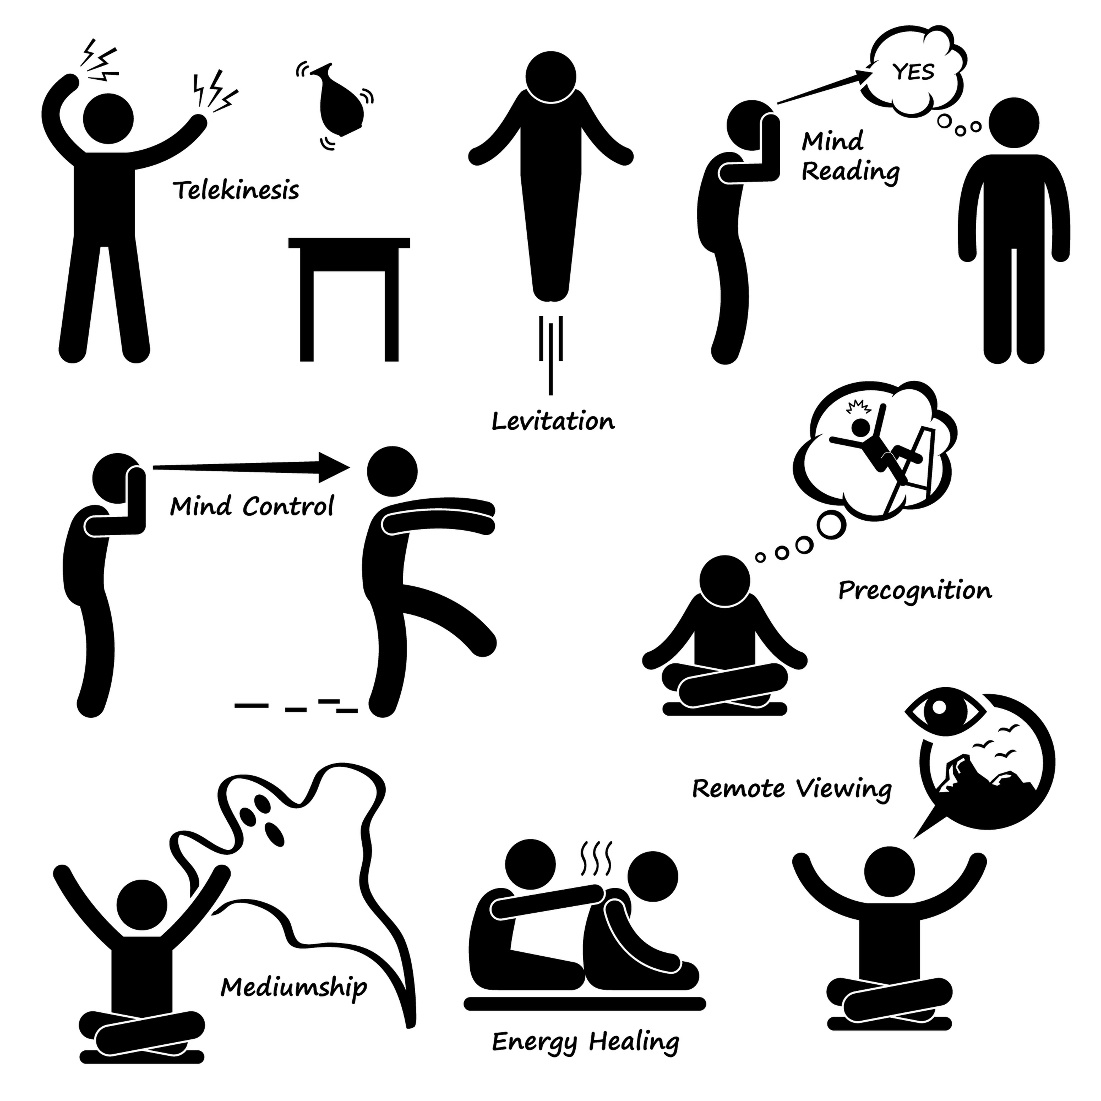 YES
Mind
Reading
Telekinesis
Levitation
Mind Control
Precognition
Remote Viewing
Mediumship
Energy Healing